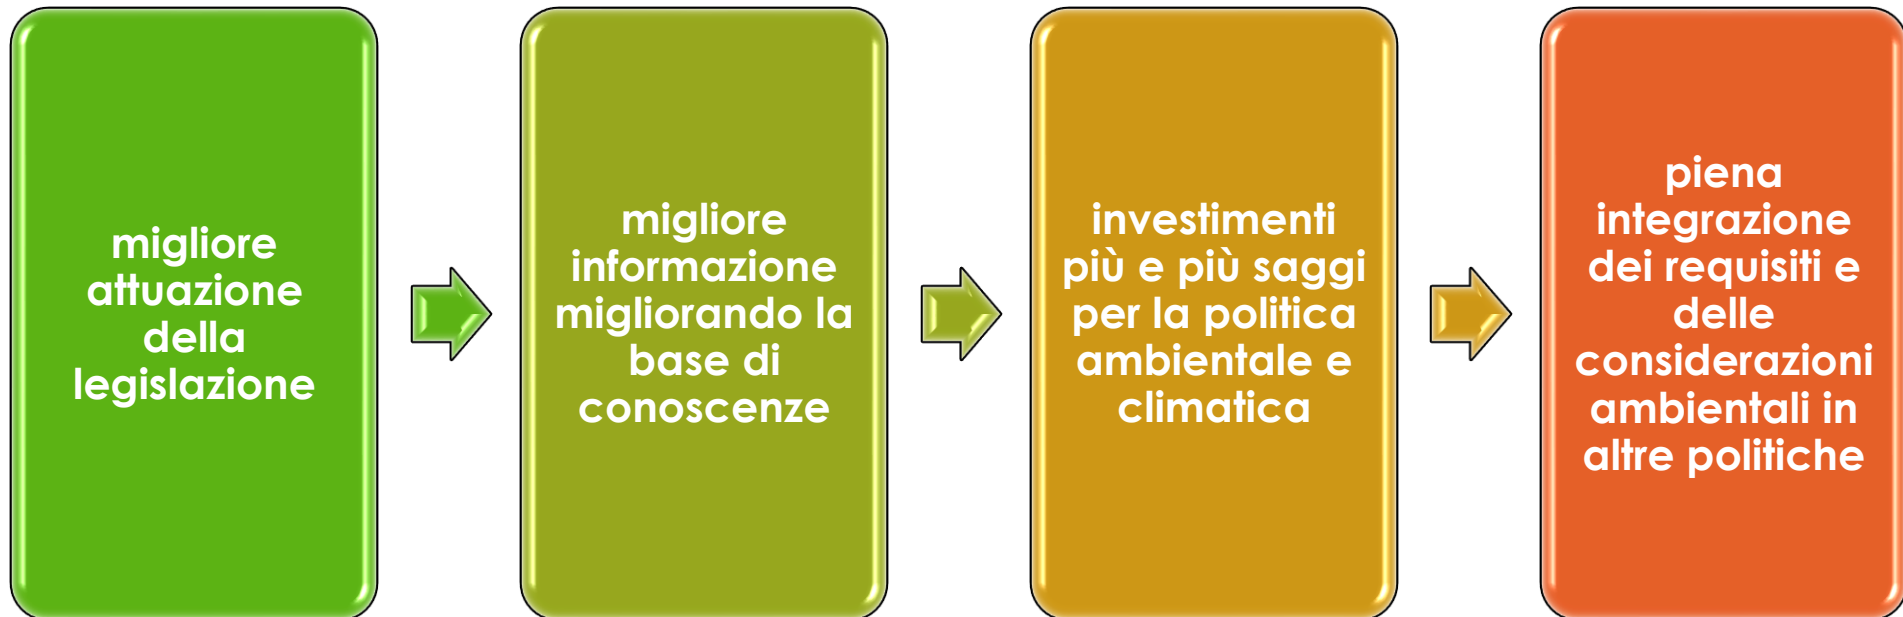 migliore
attuazione
della
legislazione
migliore
informazione
migliorando la
base di
conoscenze
investimenti
più e più saggi
per la politica
ambientale e
climatica
piena
integrazione
dei requisiti e
delle
considerazioni
ambientali in
altre politiche